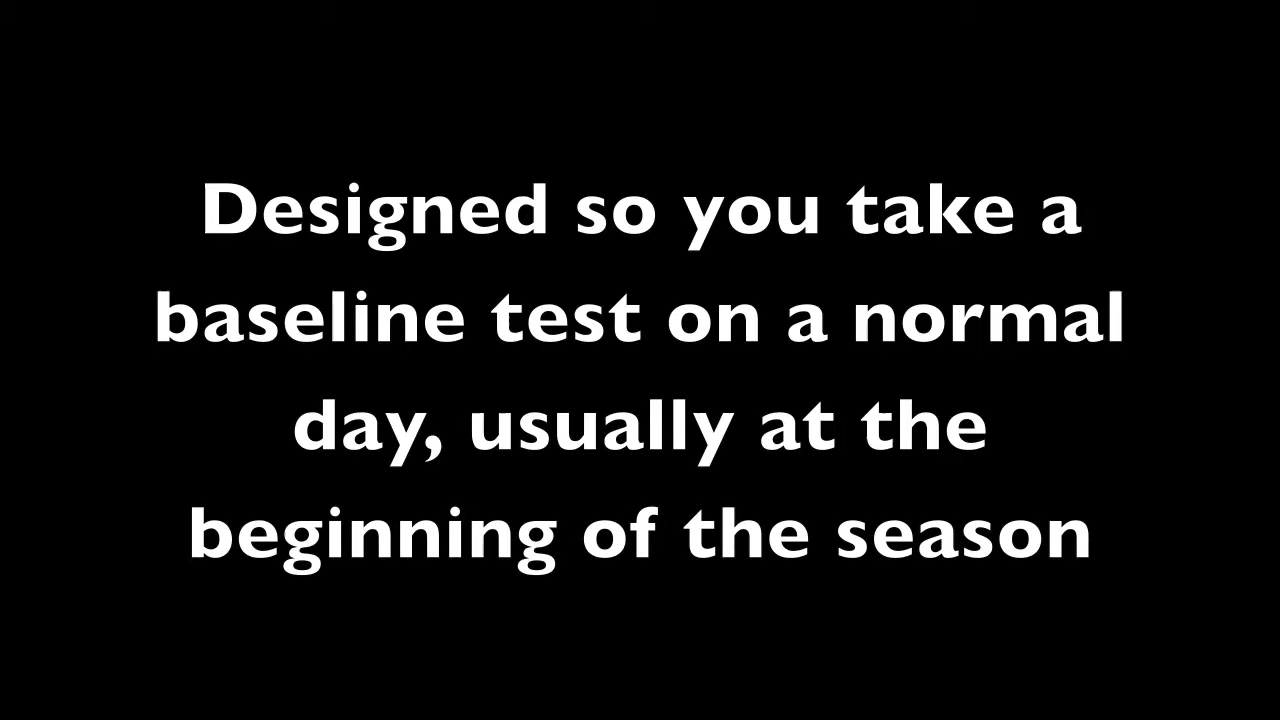 Designed so you take a
baseline test on a normal
day, usually at the
beginning of the season